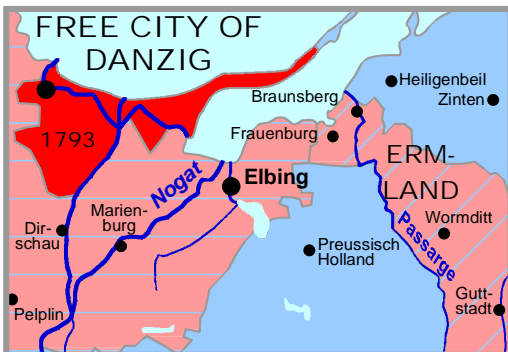 FREE CITY OF
DANZIG
Heiligenbeil
Braunsberg
Zinten
1793
Frauenburg
ERM-
LAND
Nogat
Elbing
Marien-
burg
Dir-
schau
Passarge
Wormditt
Preussisch
Holland
Gutt-
stadt
Pelplin